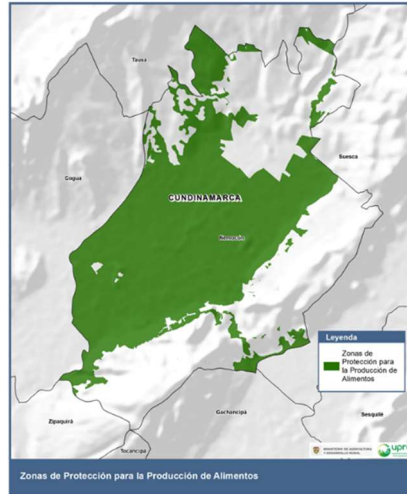 Tausa
Suesca
Cogua
CUNDINAMARCA
Nemocón
Leyenda
Zonas de
Protección para
la Producción de
Alimentos
Zipaquirá
Gachancipá
Sesquilé
Tocancipá
MINISTERIO DE AGRICULTURA
Y DESARROLLO RURAL
upra
Zonas de Protección para la Producción de Alimentos